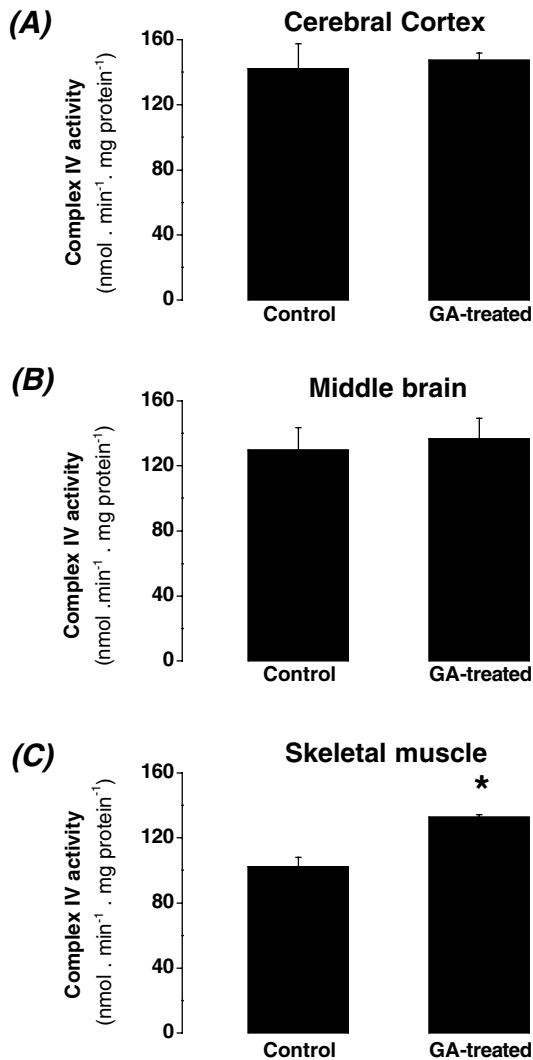 (A)
Cerebral Cortex
Complex IV activity
(nmol . min⁻¹. mg protein⁻¹)
160
120
80
40
0
Control GA-treated
(B)
Middle brain
Complex IV activity
(nmol .min⁻¹ . mg protein⁻¹)
160
120
80
40
0
Control GA-treated
(C)
Skeletal muscle
Complex IV activity
(nmol . min⁻¹ . mg protein⁻¹)
160
120
80
40
0
*
Control GA-treated